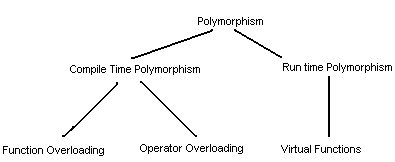 Polymorphism
Compile Time Polymorphism
Run time Polymorphism
Function Overloading
Operator Overloading
Virtual Functions